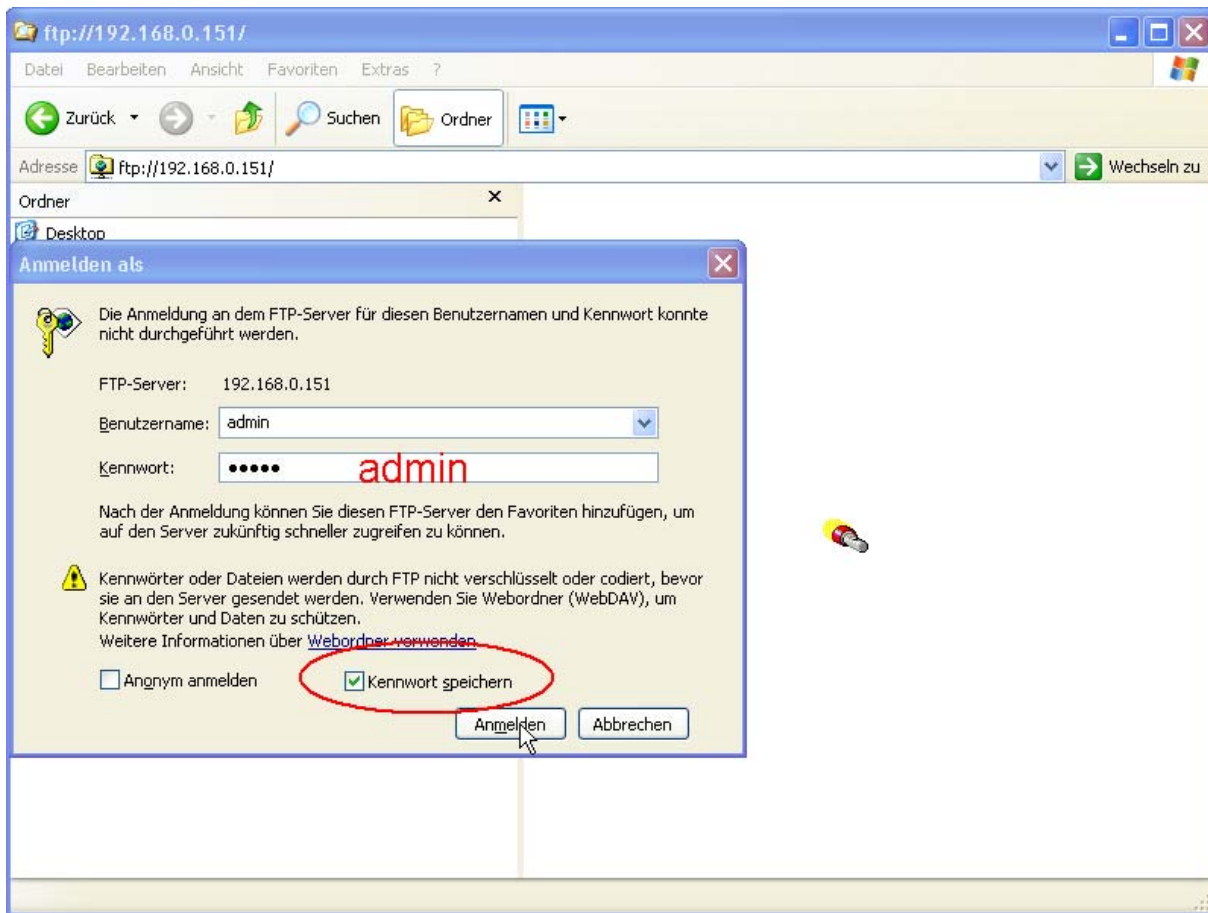 ftp://192.168.0.151/
Datei Bearbeiten Ansicht Favoriten Extras ?
Zurück Suchen Ordner
Adresse ftp://192.168.0.151/ Wechseln zu
Ordner
Desktop
Anmelden als
Die Anmeldung an dem FTP-Server für diesen Benutzernamen und Kennwort konnte
nicht durchgeführt werden.
FTP-Server: 192.168.0.151
Benutzername: admin
Kennwort: ●●●●● admin
Nach der Anmeldung können Sie diesen FTP-Server den Favoriten hinzufügen, um
auf den Server zukünftig schneller zugreifen zu können.
Kennwörter oder Dateien werden durch FTP nicht verschlüsselt oder codiert, bevor
sie an den Server gesendet werden. Verwenden Sie Webordner (WebDAV), um
Kennwörter und Daten zu schützen.
Weitere Informationen über Webordner verwenden.
Anonym anmelden Kennwort speichern
Anmelden Abbrechen